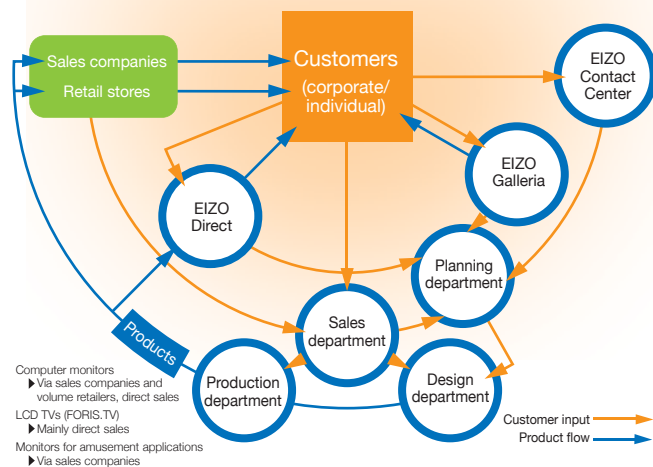 Sales companies
Retail stores
Customers
(corporate/
individual)
EIZO
Contact
Center
EIZO
Galleria
EIZO
Direct
Planning
department
Sales
department
Products
Production
department
Design
department
Computer monitors
▶Via sales companies and
volume retailers, direct sales
LCD TVs (FORIS.TV)
▶Mainly direct sales
Monitors for amusement applications
▶Via sales companies
Customer input
Product flow